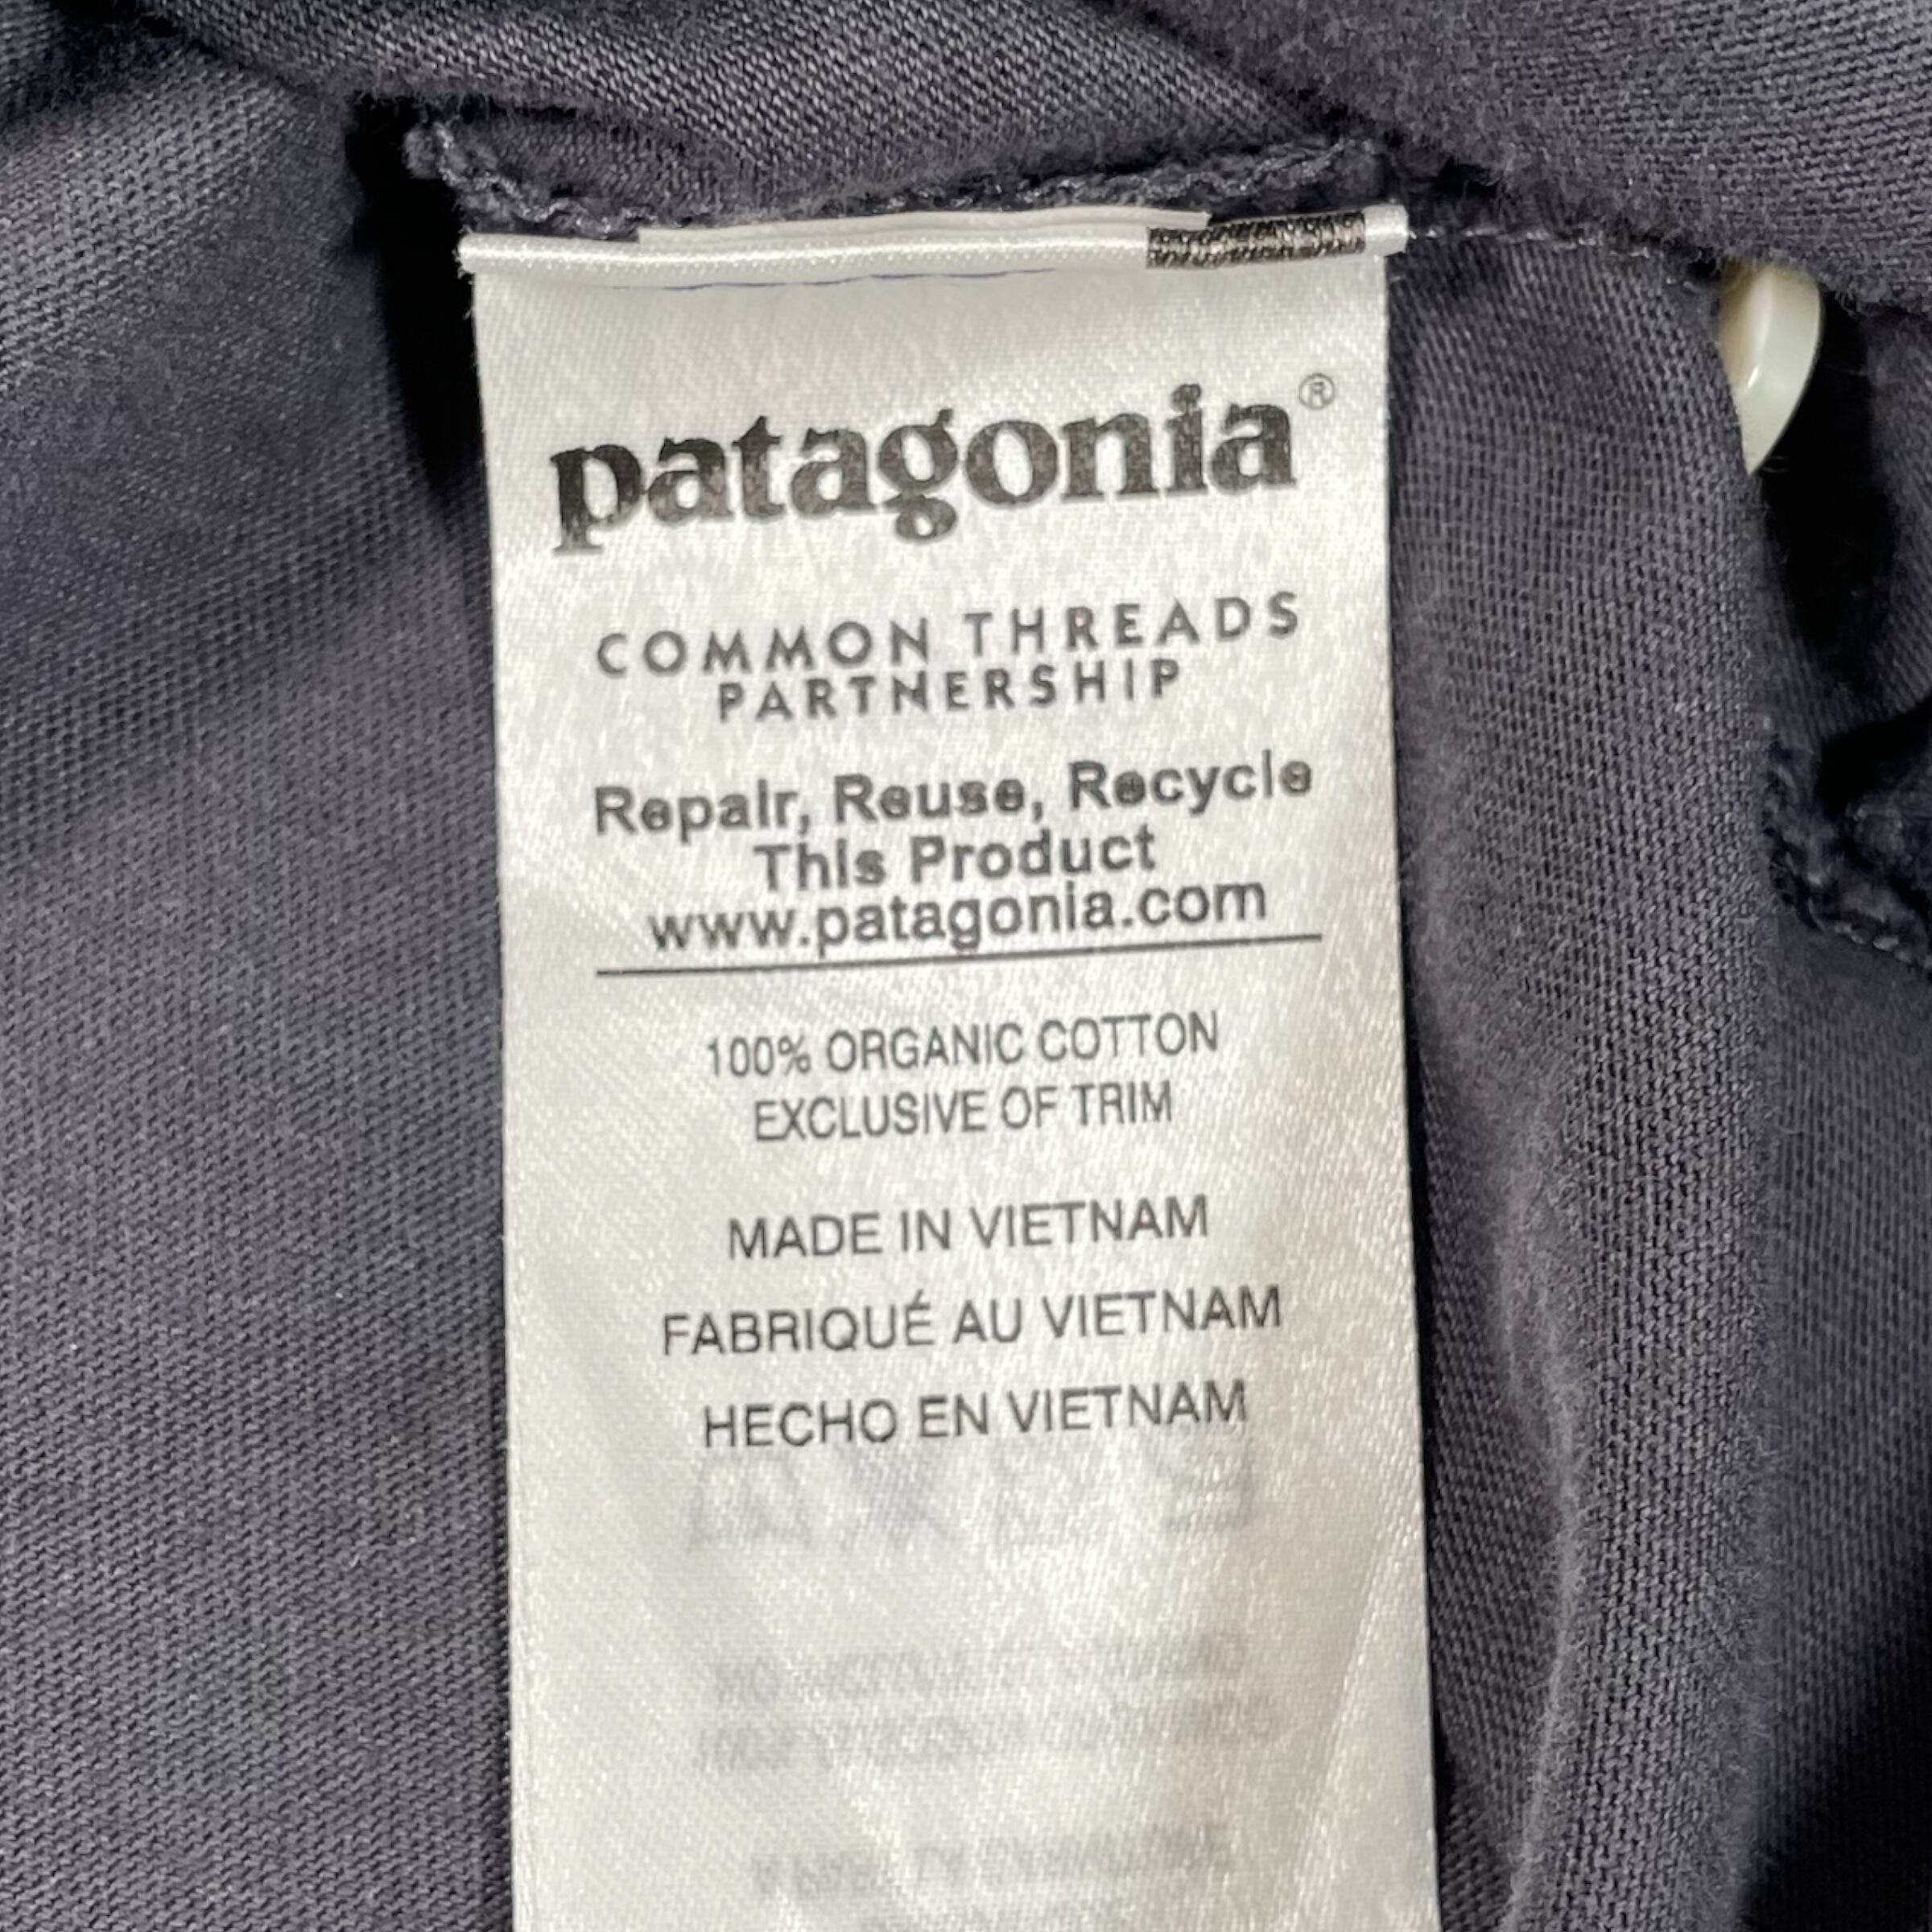 patagonia®
COMMON THREADS
PARTNERSHIP
Repair, Reuse, Recycle
This Product
www.patagonia.com
100% ORGANIC COTTON
EXCLUSIVE OF TRIM
MADE IN VIETNAM
FABRIQUÉ AU VIETNAM
HECHO EN VIETNAM